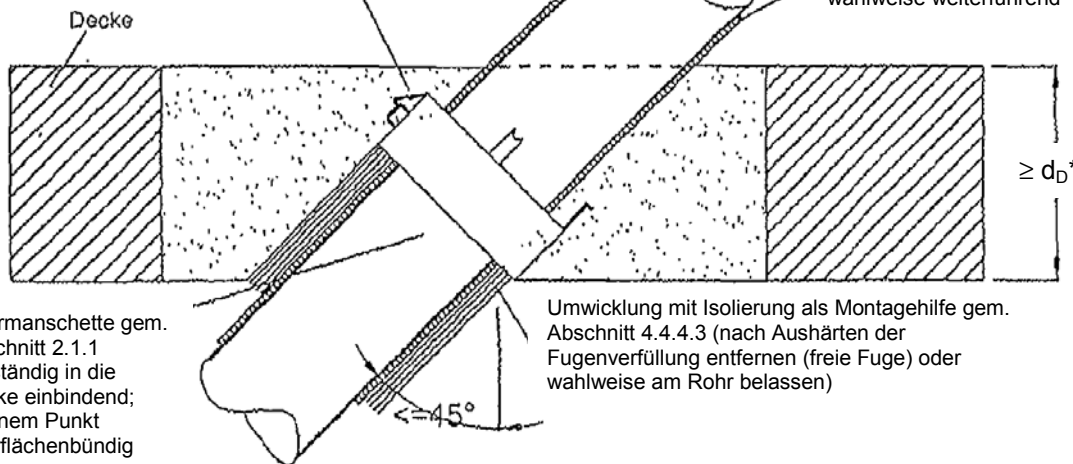 wahlweise weiterführend
Decke
≥ d_D*
rmanschette gem.
chnitt 2.1.1
ständig in die
ke einbindend;
nem Punkt
flächenbündig
Umwicklung mit Isolierung als Montagehilfe gem.
Abschnitt 4.4.4.3 (nach Aushärten der
Fugenverfüllung entfernen (freie Fuge) oder
wahlweise am Rohr belassen)
<=45°